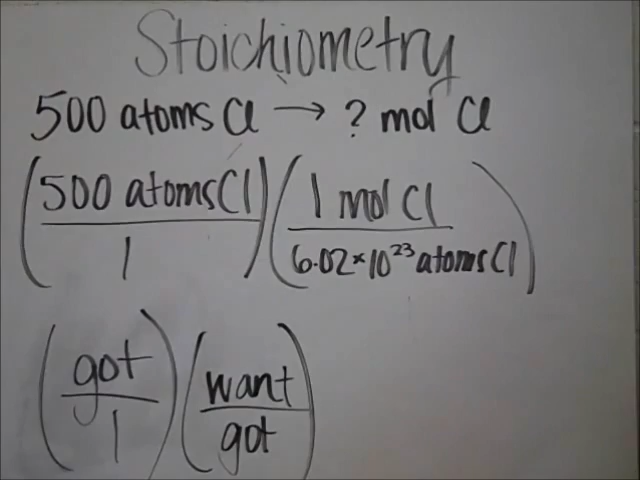 Stoichiometry
500 atoms Cl → ? mol Cl
(500 atoms Cl / 1) (1 mol Cl / 6.02×10²³ atoms Cl)
(got / 1) (want / got)